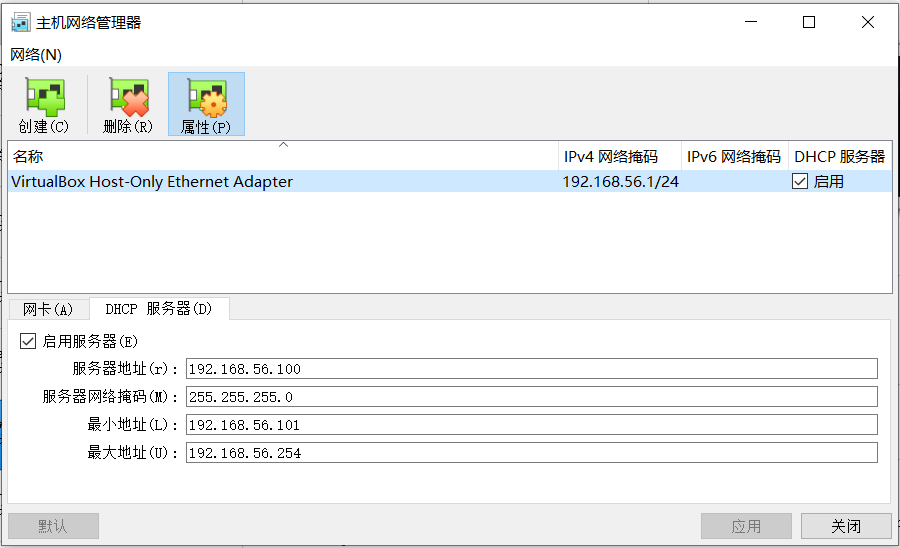 主机网络管理器
网络(N)
创建(C) 删除(R) 属性(P)
名称 IPv4 网络掩码 IPv6 网络掩码 DHCP 服务器
VirtualBox Host-Only Ethernet Adapter 192.168.56.1/24 启用
网卡(A) DHCP 服务器(D)
启用服务器(E)
服务器地址(r): 192.168.56.100
服务器网络掩码(M): 255.255.255.0
最小地址(L): 192.168.56.101
最大地址(U): 192.168.56.254
默认 应用 关闭